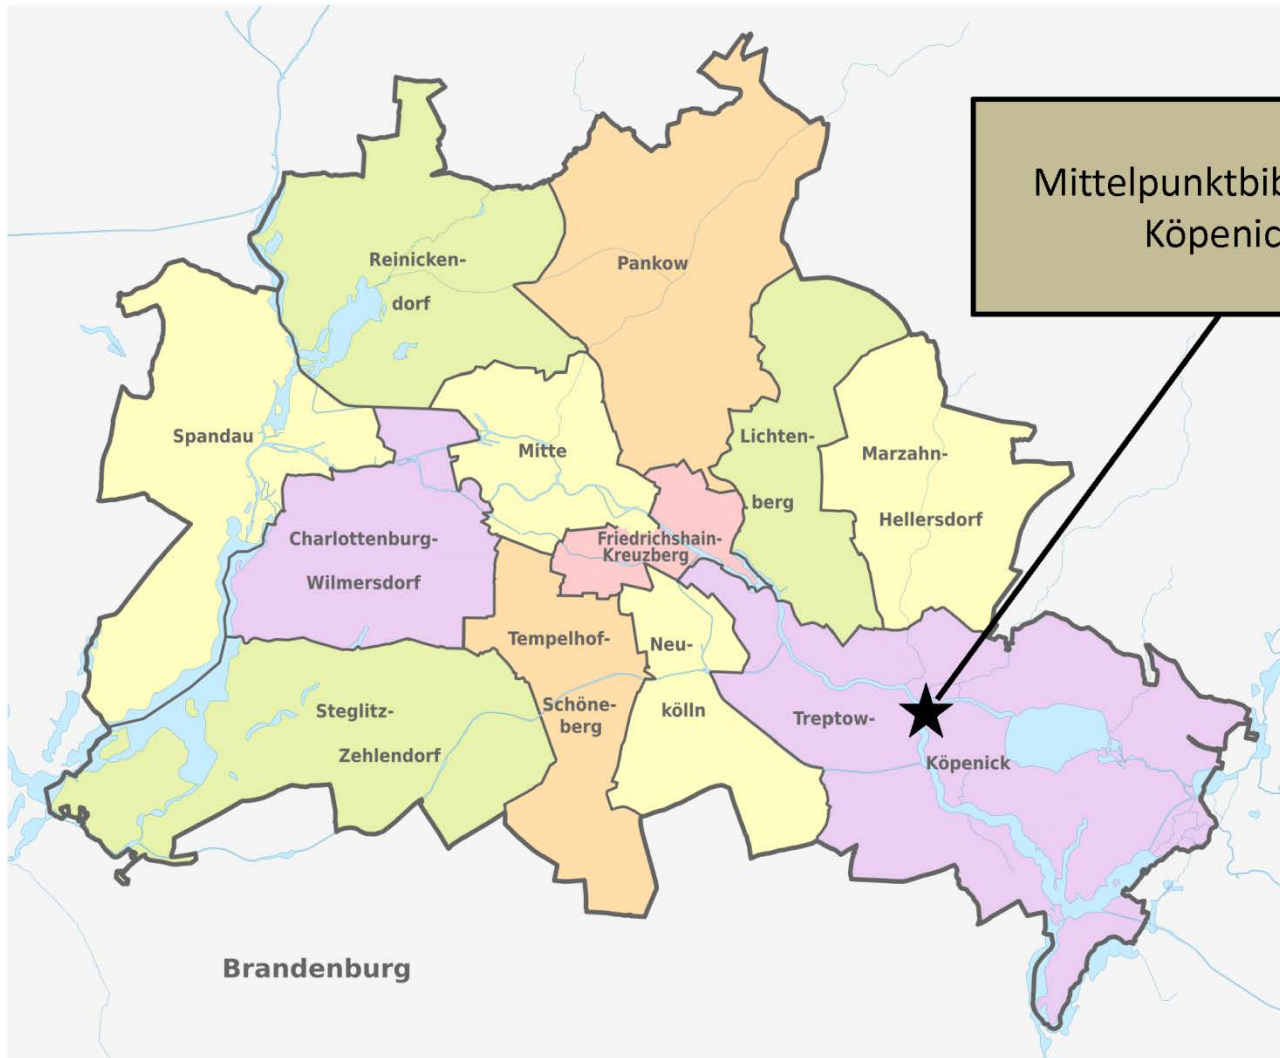 Mittelpunktbib
Köpenic
Reinicken-
dorf
Pankow
Spandau
Mitte
Lichten-
berg
Marzahn-
Hellersdorf
Charlottenburg-
Wilmersdorf
Friedrichshain-
Kreuzberg
Tempelhof-
Schöne-
berg
Neu-
kölln
Steglitz-
Zehlendorf
Treptow-
Köpenick
Brandenburg